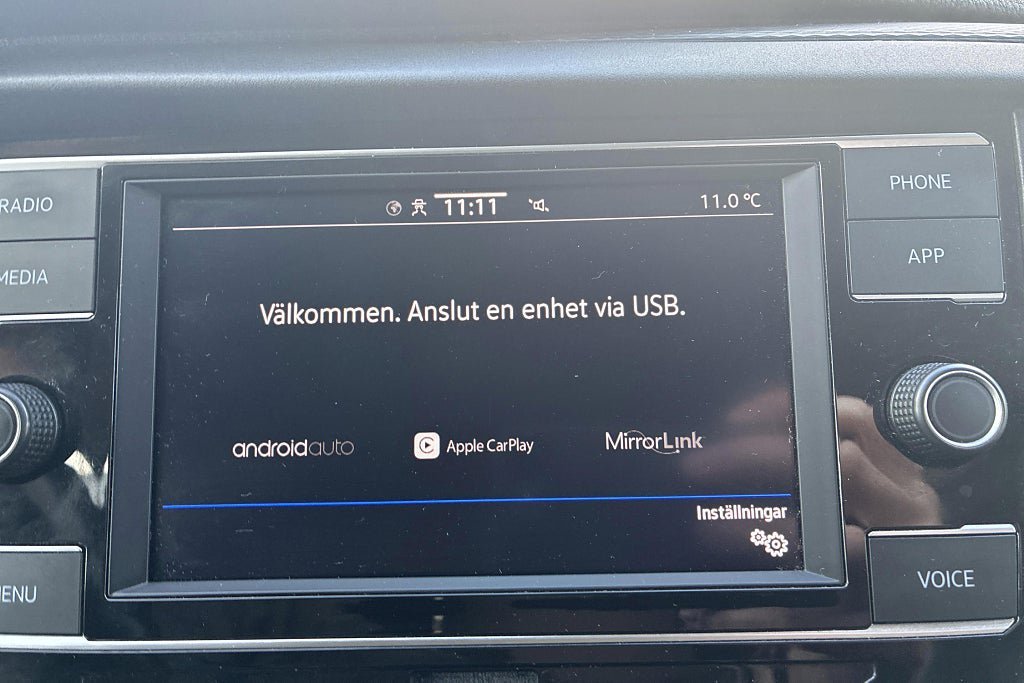 RADIO
MEDIA
11:11
11.0 °C
PHONE
APP
Välkommen. Anslut en enhet via USB.
androidauto
Apple CarPlay
MirrorLink
Inställningar
MENU
VOICE